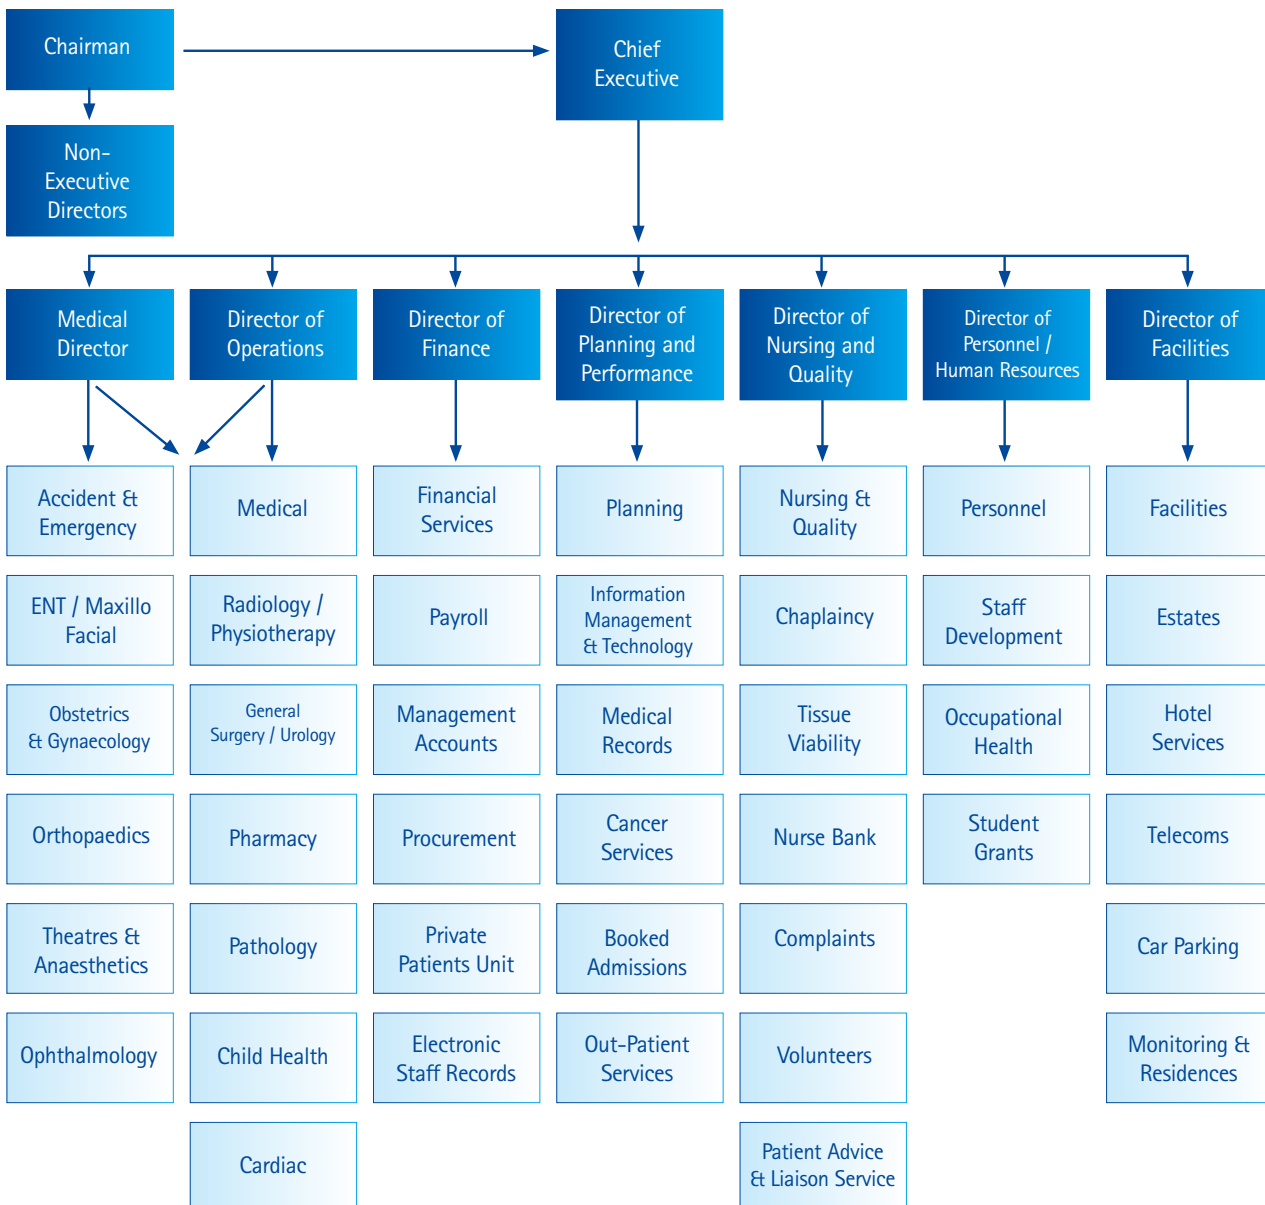 Chairman
Chief
Executive
Non-
Executive
Directors
Medical
Director
Director of
Operations
Director of
Finance
Director of
Planning and
Performance
Director of
Nursing and
Quality
Director of
Personnel /
Human Resources
Director of
Facilities
Accident &
Emergency
Medical
Financial
Services
Planning
Nursing &
Quality
Personnel
Facilities
ENT / Maxillo
Facial
Radiology /
Physiotherapy
Payroll
Information
Management
& Technology
Chaplaincy
Staff
Development
Estates
Obstetrics
& Gynaecology
General
Surgery / Urology
Management
Accounts
Medical
Records
Tissue
Viability
Occupational
Health
Hotel
Services
Orthopaedics
Pharmacy
Procurement
Cancer
Services
Nurse Bank
Student
Grants
Telecoms
Theatres &
Anaesthetics
Pathology
Private
Patients Unit
Booked
Admissions
Complaints
Car Parking
Ophthalmology
Child Health
Electronic
Staff Records
Out-Patient
Services
Volunteers
Monitoring &
Residences
Cardiac
Patient Advice
& Liaison Service